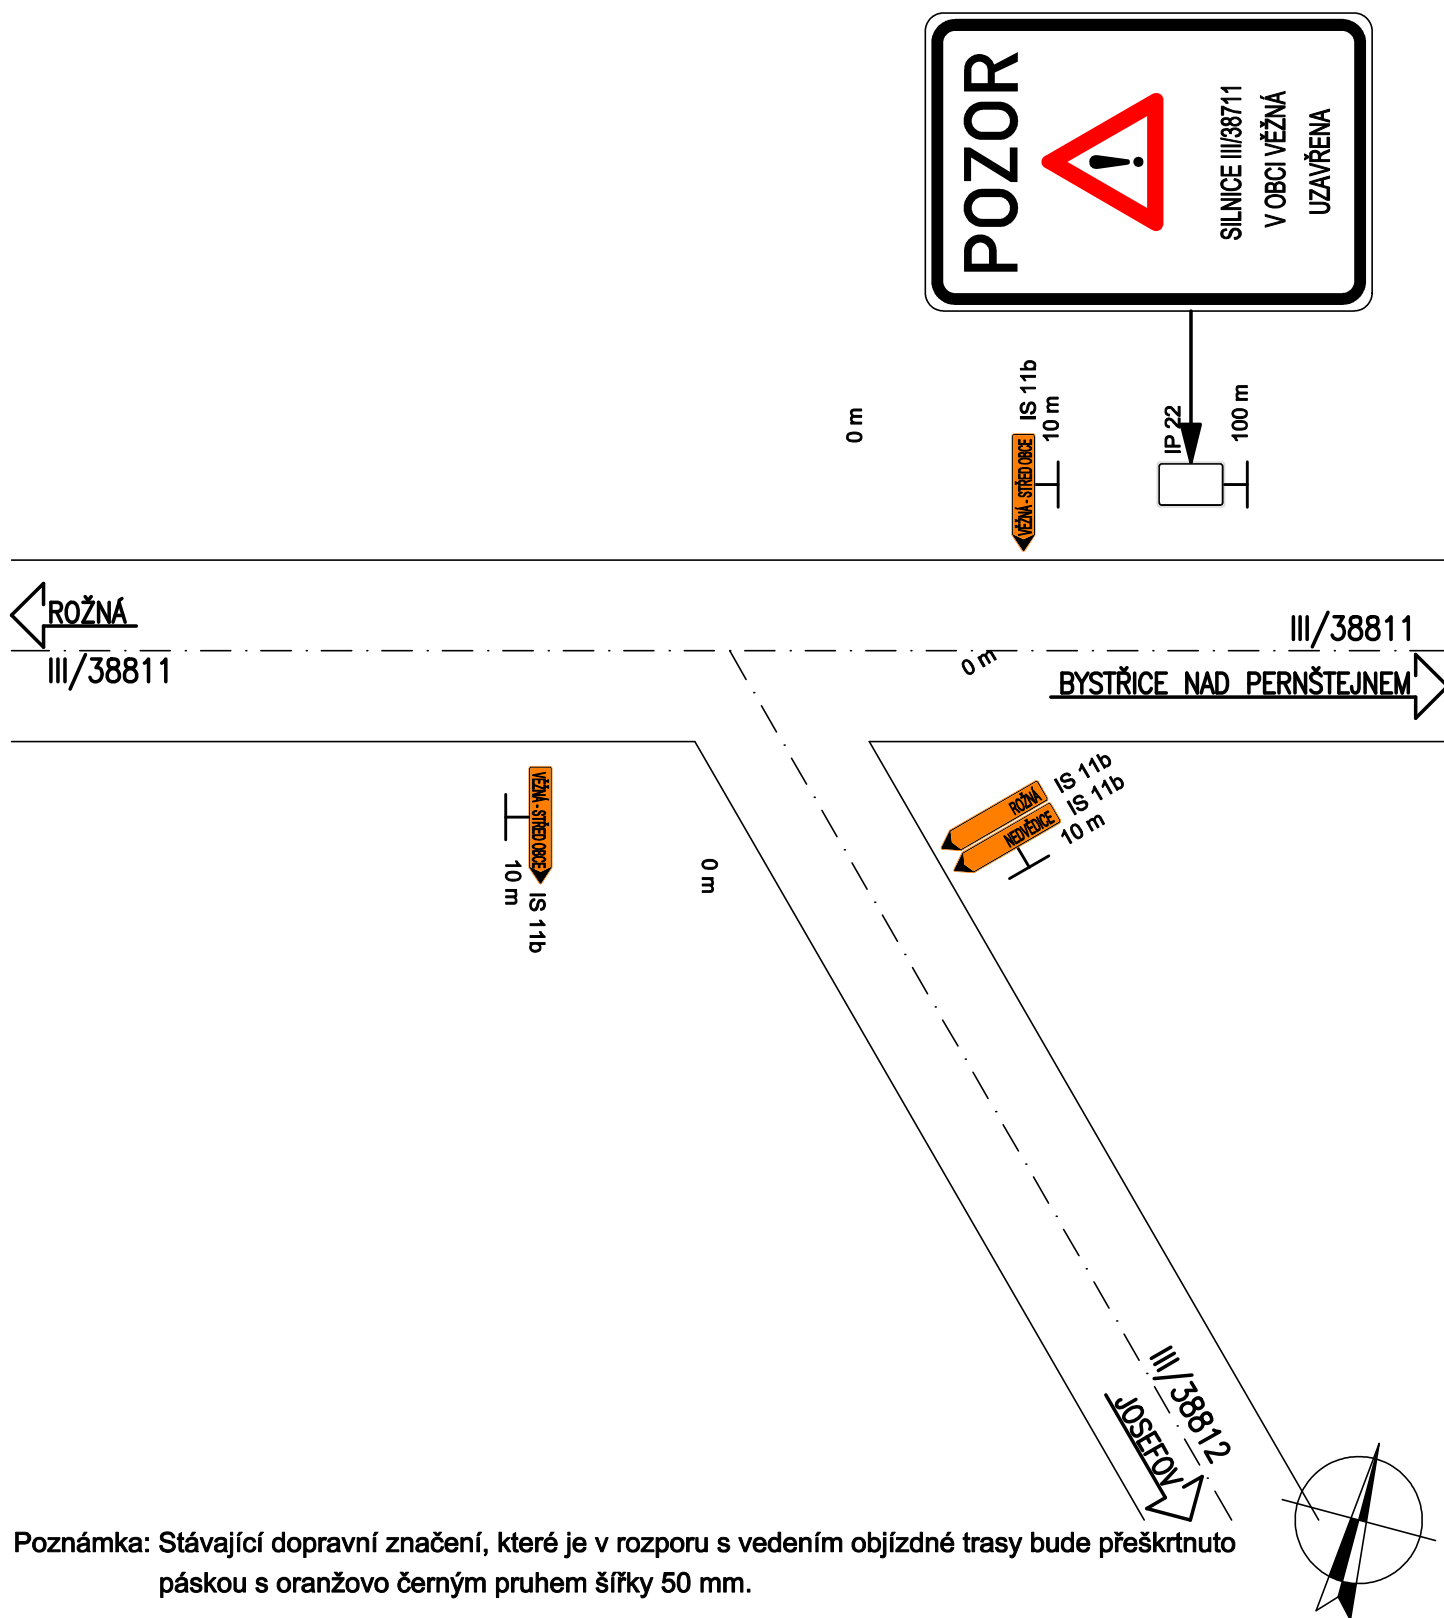 POZOR
SILNICE III/38711
V OBCI VĚŽNÁ
UZAVŘENA
0 m
IS 11b
10 m
VĚŽNÁ - STŘED OBCE
IP 22
100 m
ROŽNÁ
III/38811
III/38811
0 m
BYSTŘICE NAD PERNŠTEJNEM
VĚŽNÁ - STŘED OBCE
10 m
IS 11b
0 m
ROŽNÁ
IS 11b
NEDVĚDICE
IS 11b
10 m
III/38812
JOSEFOV
Poznámka: Stávající dopravní značení, které je v rozporu s vedením objízdné trasy bude přeškrtnuto
páskou s oranžovo černým pruhem šířky 50 mm.